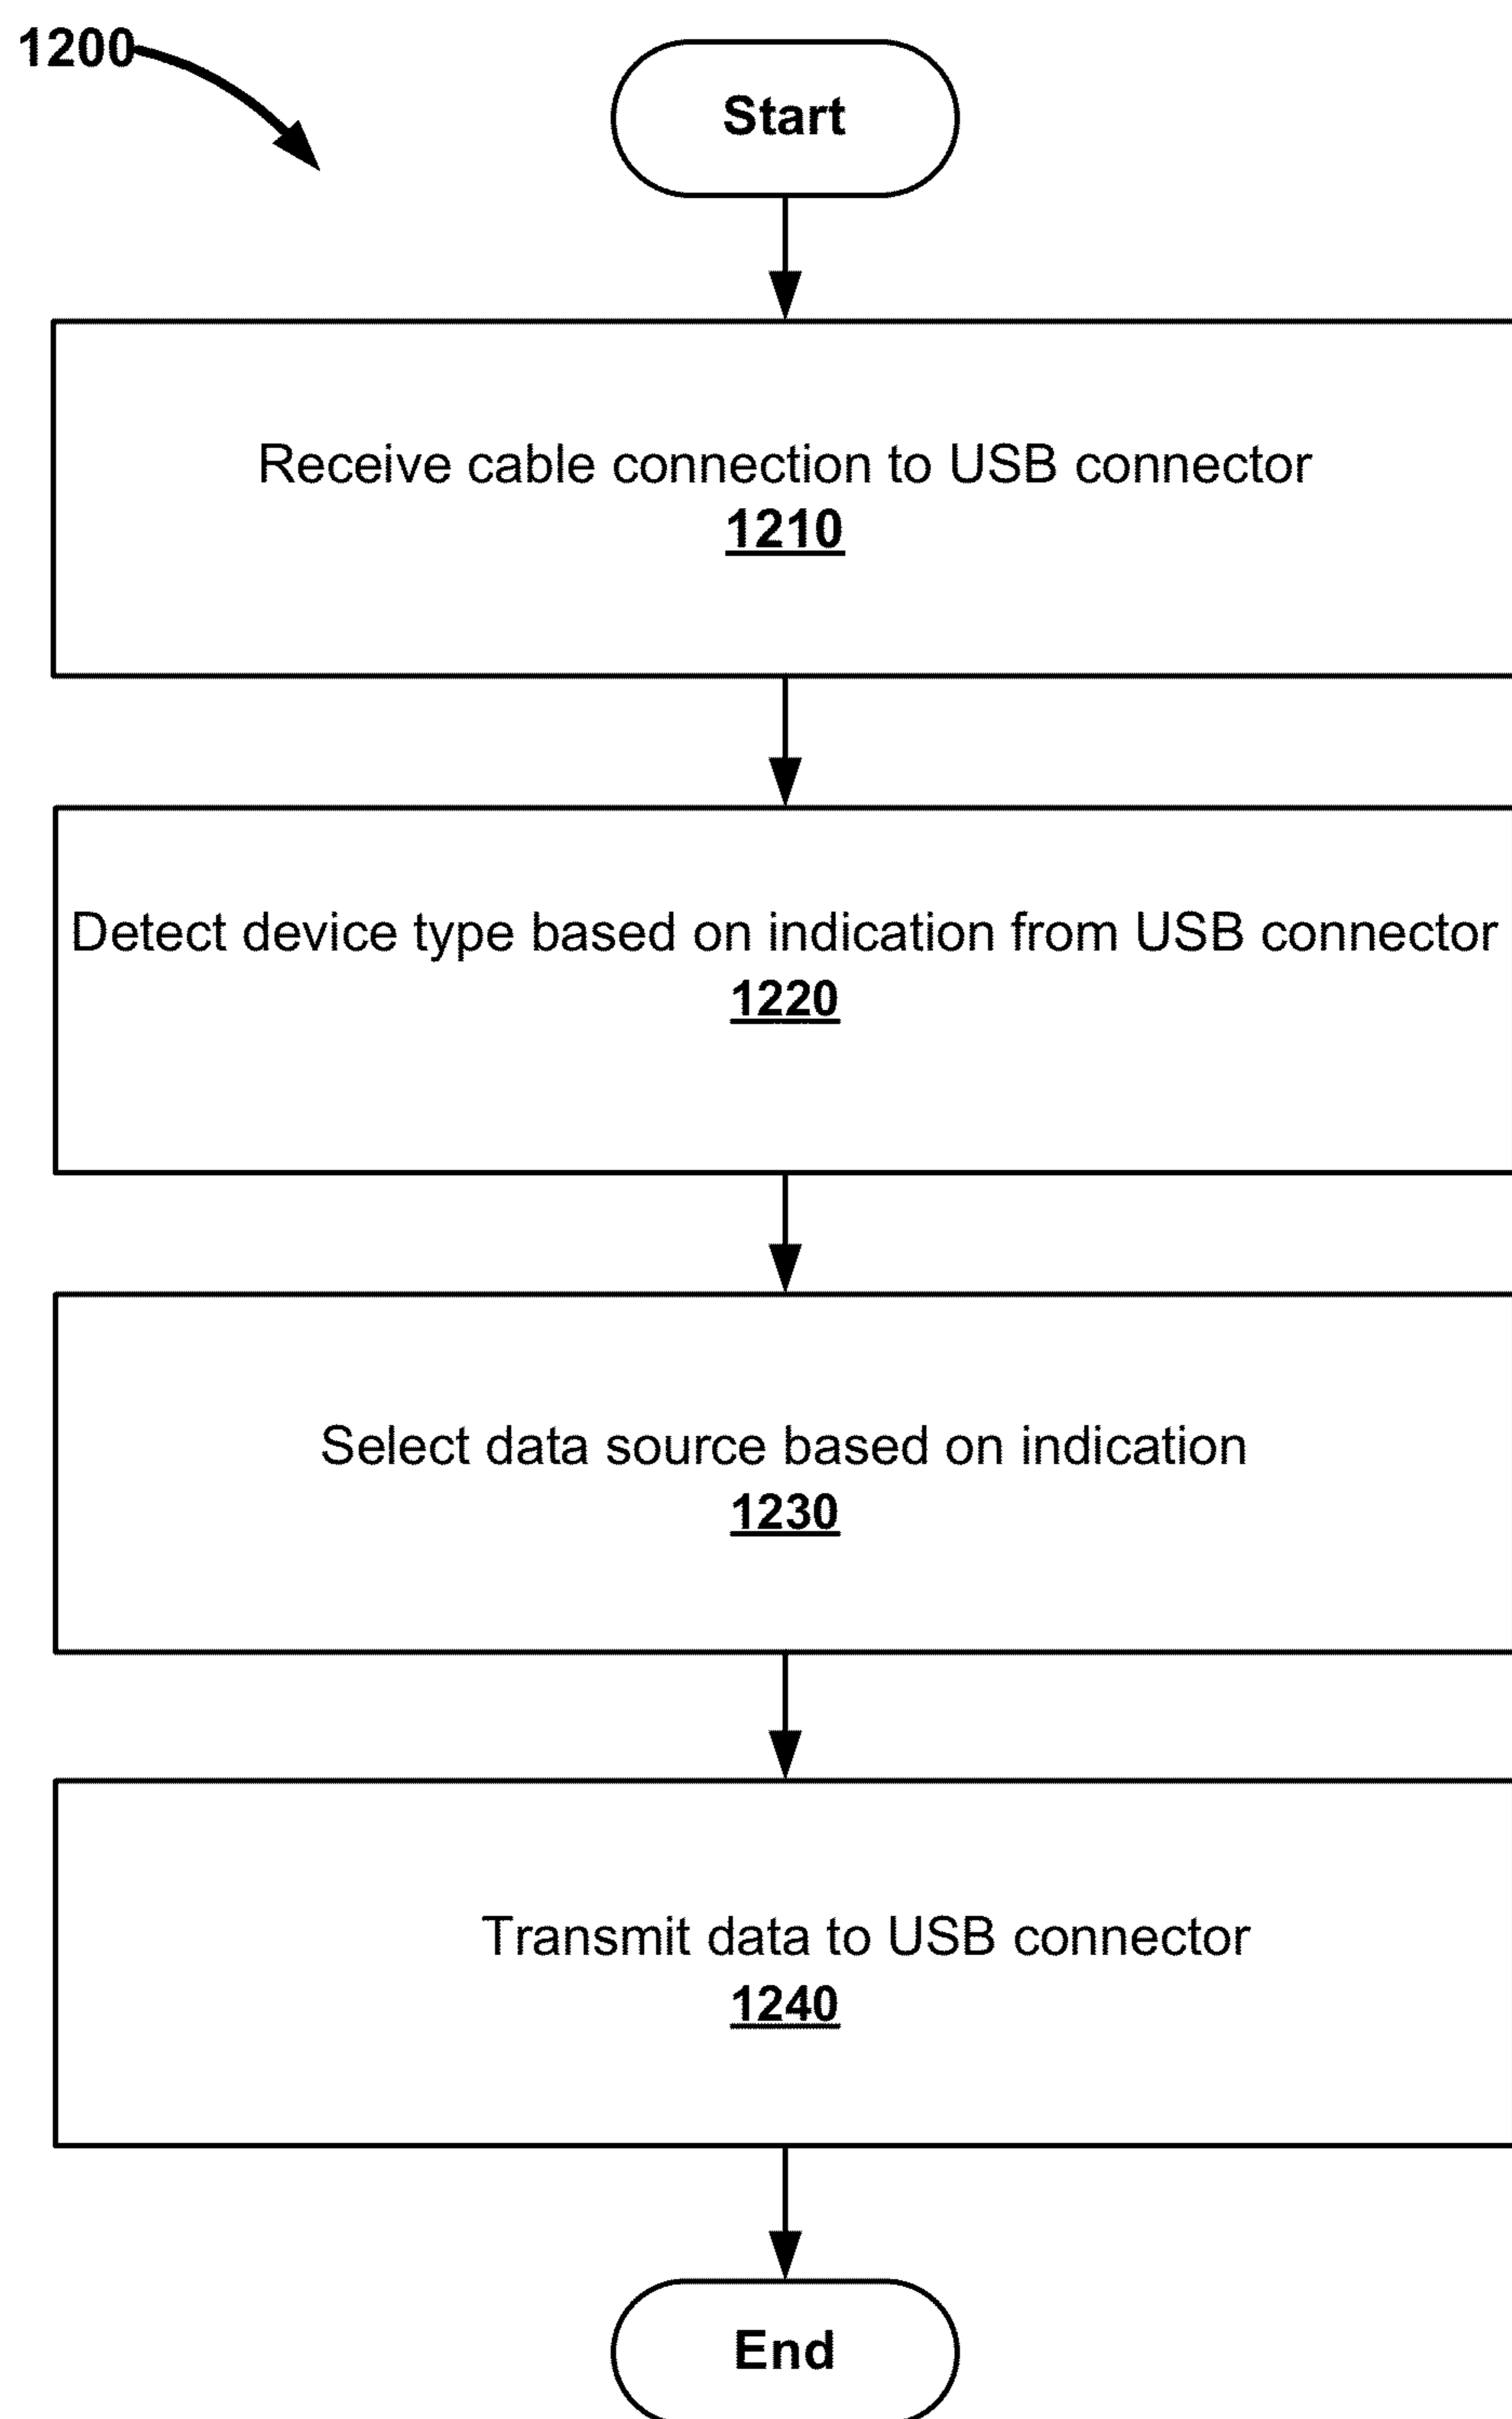 1200
Start
Receive cable connection to USB connector
1210
Detect device type based on indication from USB connector
1220
Select data source based on indication
1230
Transmit data to USB connector
1240
End